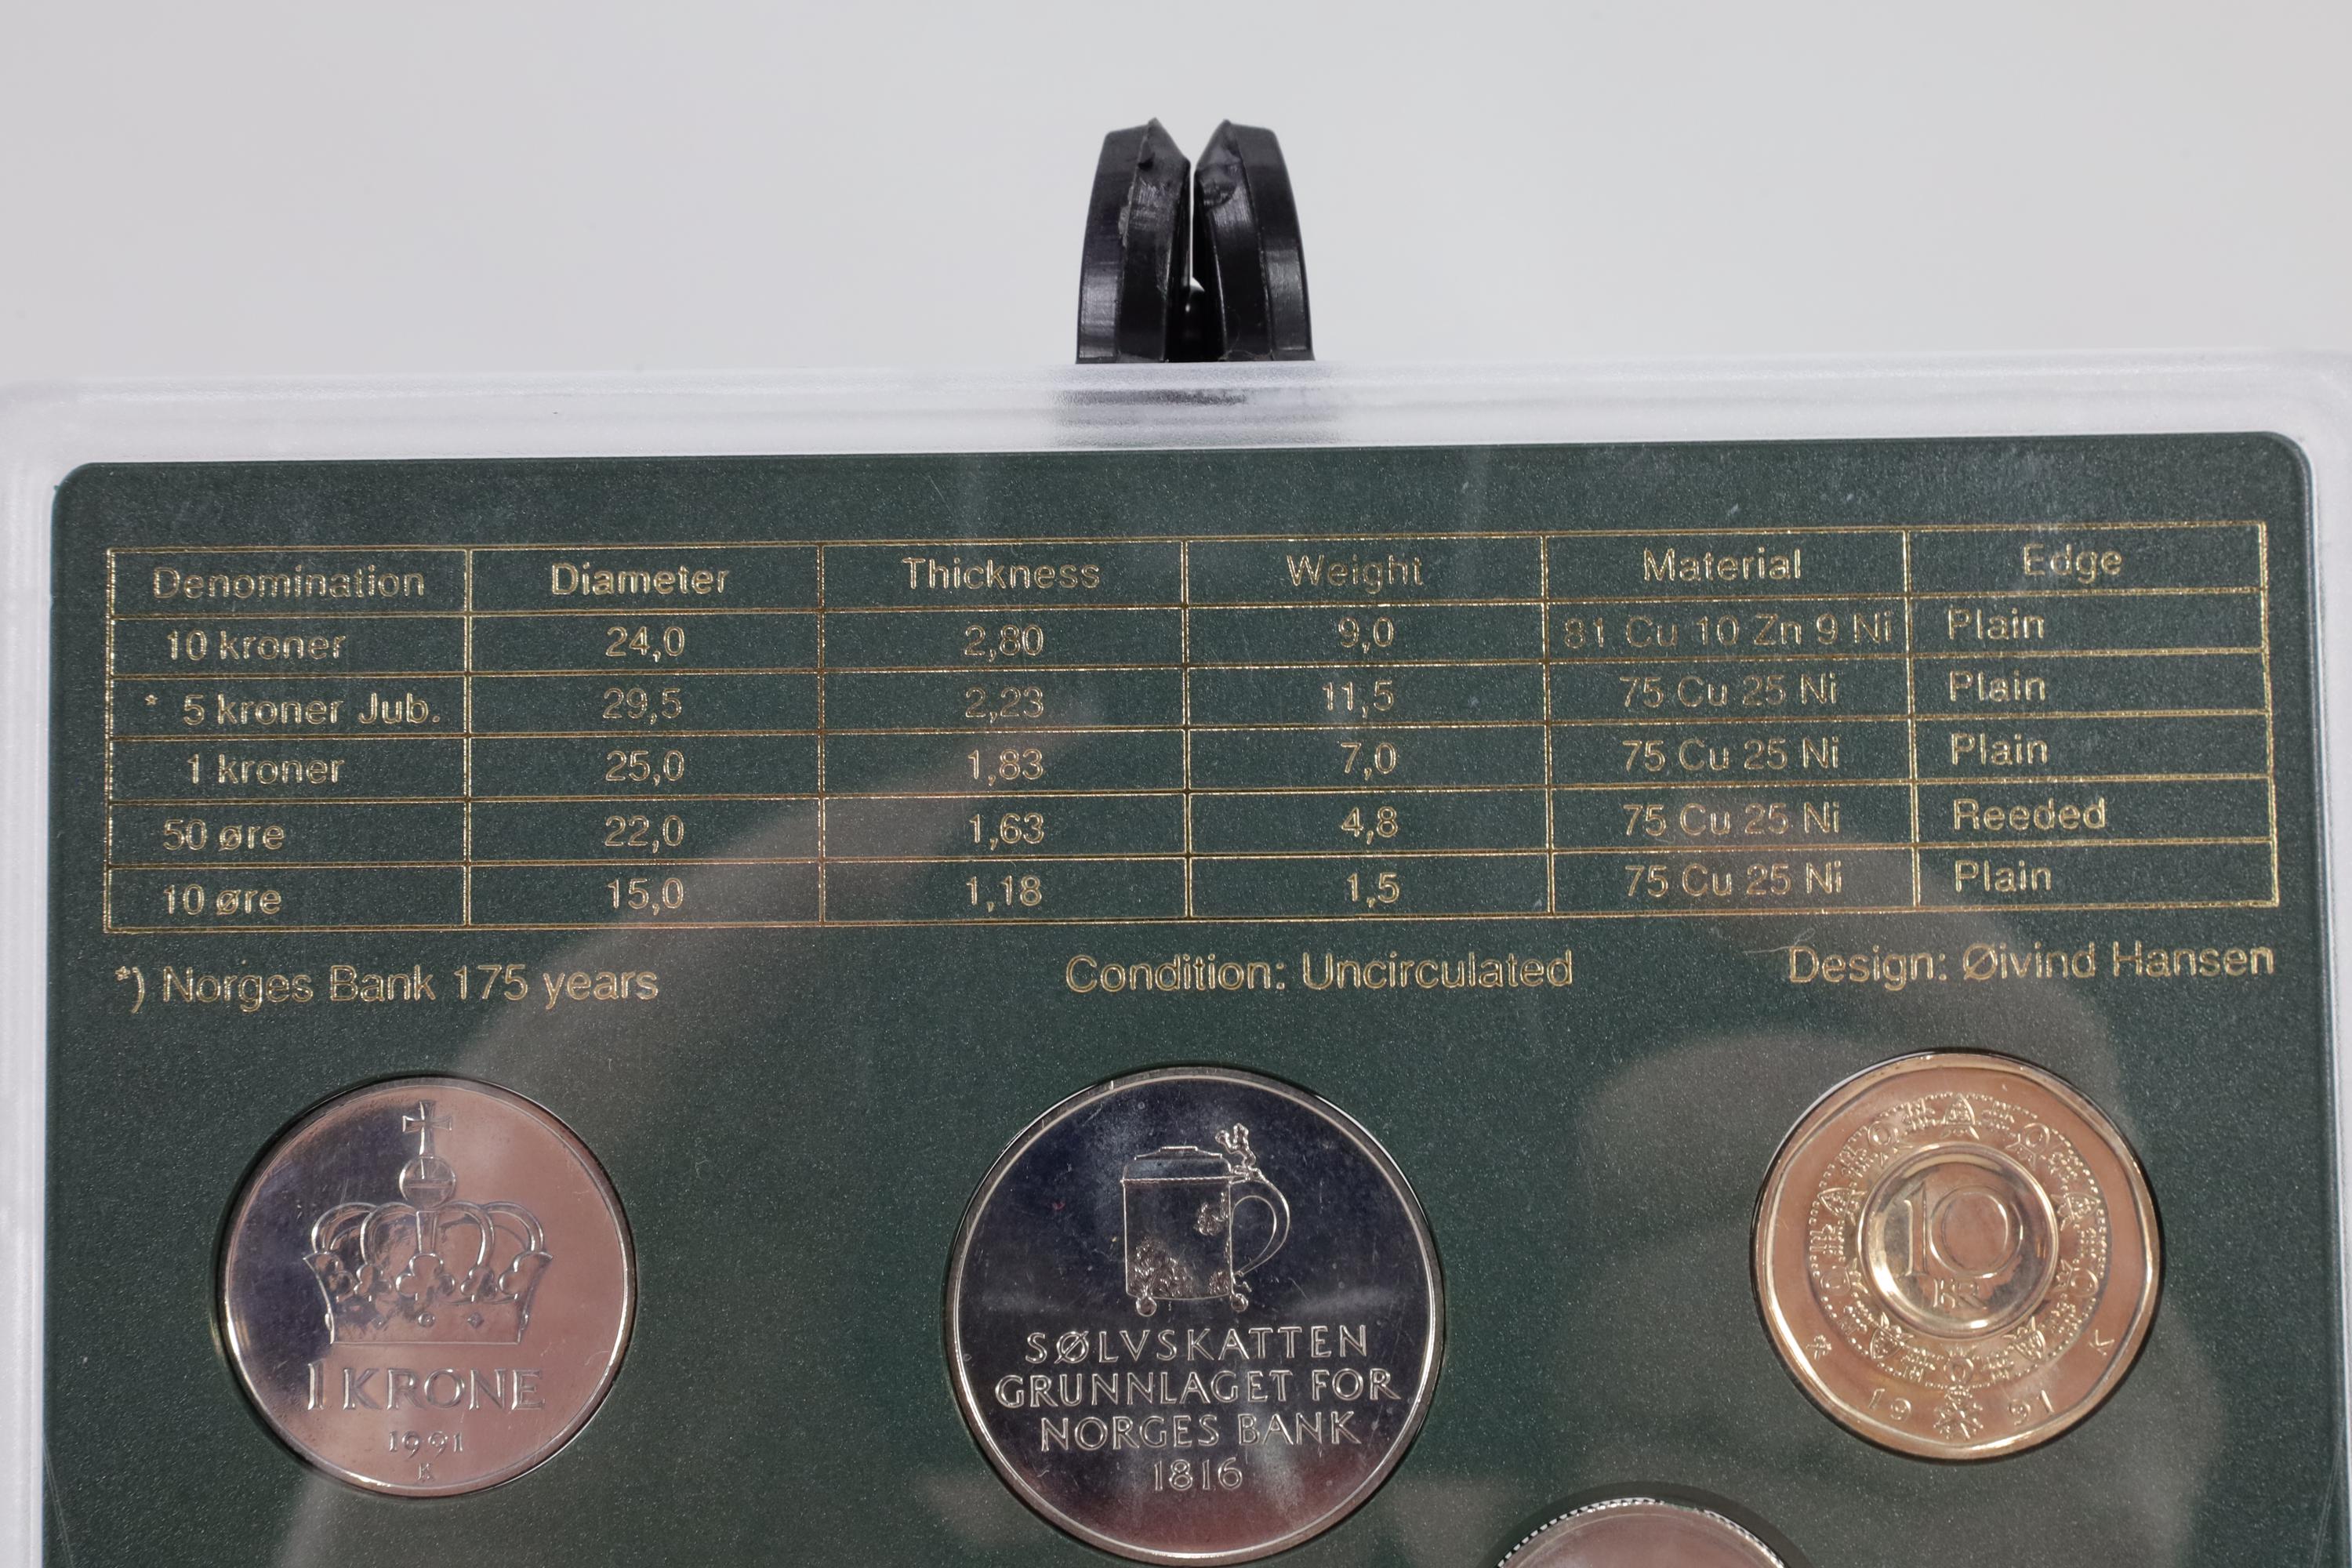 Denomination Diameter Thickness Weight Material Edge
10 kroner 24,0 2,80 9,0 81 Cu 10 Zn 9 Ni Plain
* 5 kroner Jub. 29,5 2,23 11,5 75 Cu 25 Ni Plain
1 kroner 25,0 1,83 7,0 75 Cu 25 Ni Plain
50 øre 22,0 1,63 4,8 75 Cu 25 Ni Reeded
10 øre 15,0 1,18 1,5 75 Cu 25 Ni Plain
*) Norges Bank 175 years Condition: Uncirculated Design: Øivind Hansen
1 KRONE
1991
K
SØLVSKATTEN
GRUNNLAGET FOR
NORGES BANK
1816
10
KR
K
1991